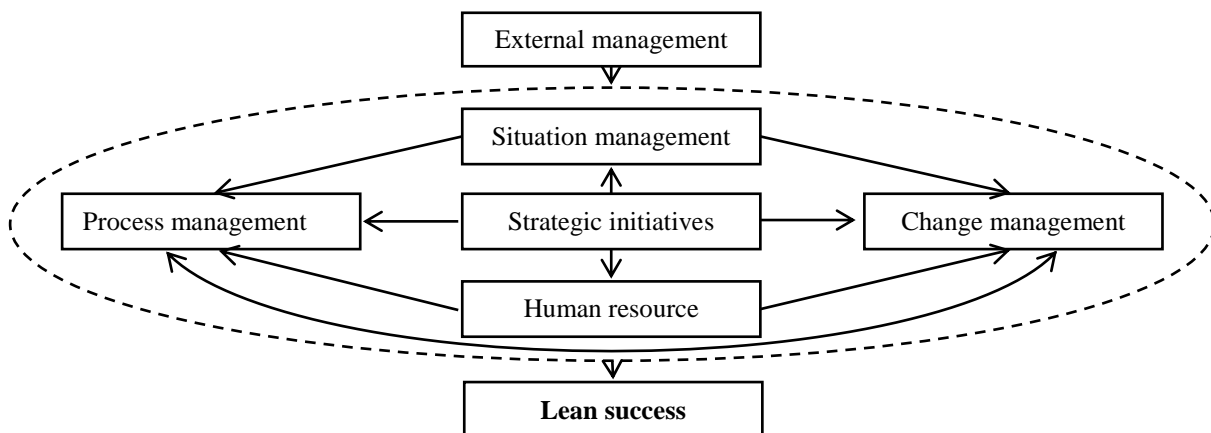 External management
Situation management
Process management
Strategic initiatives
Change management
Human resource
Lean success